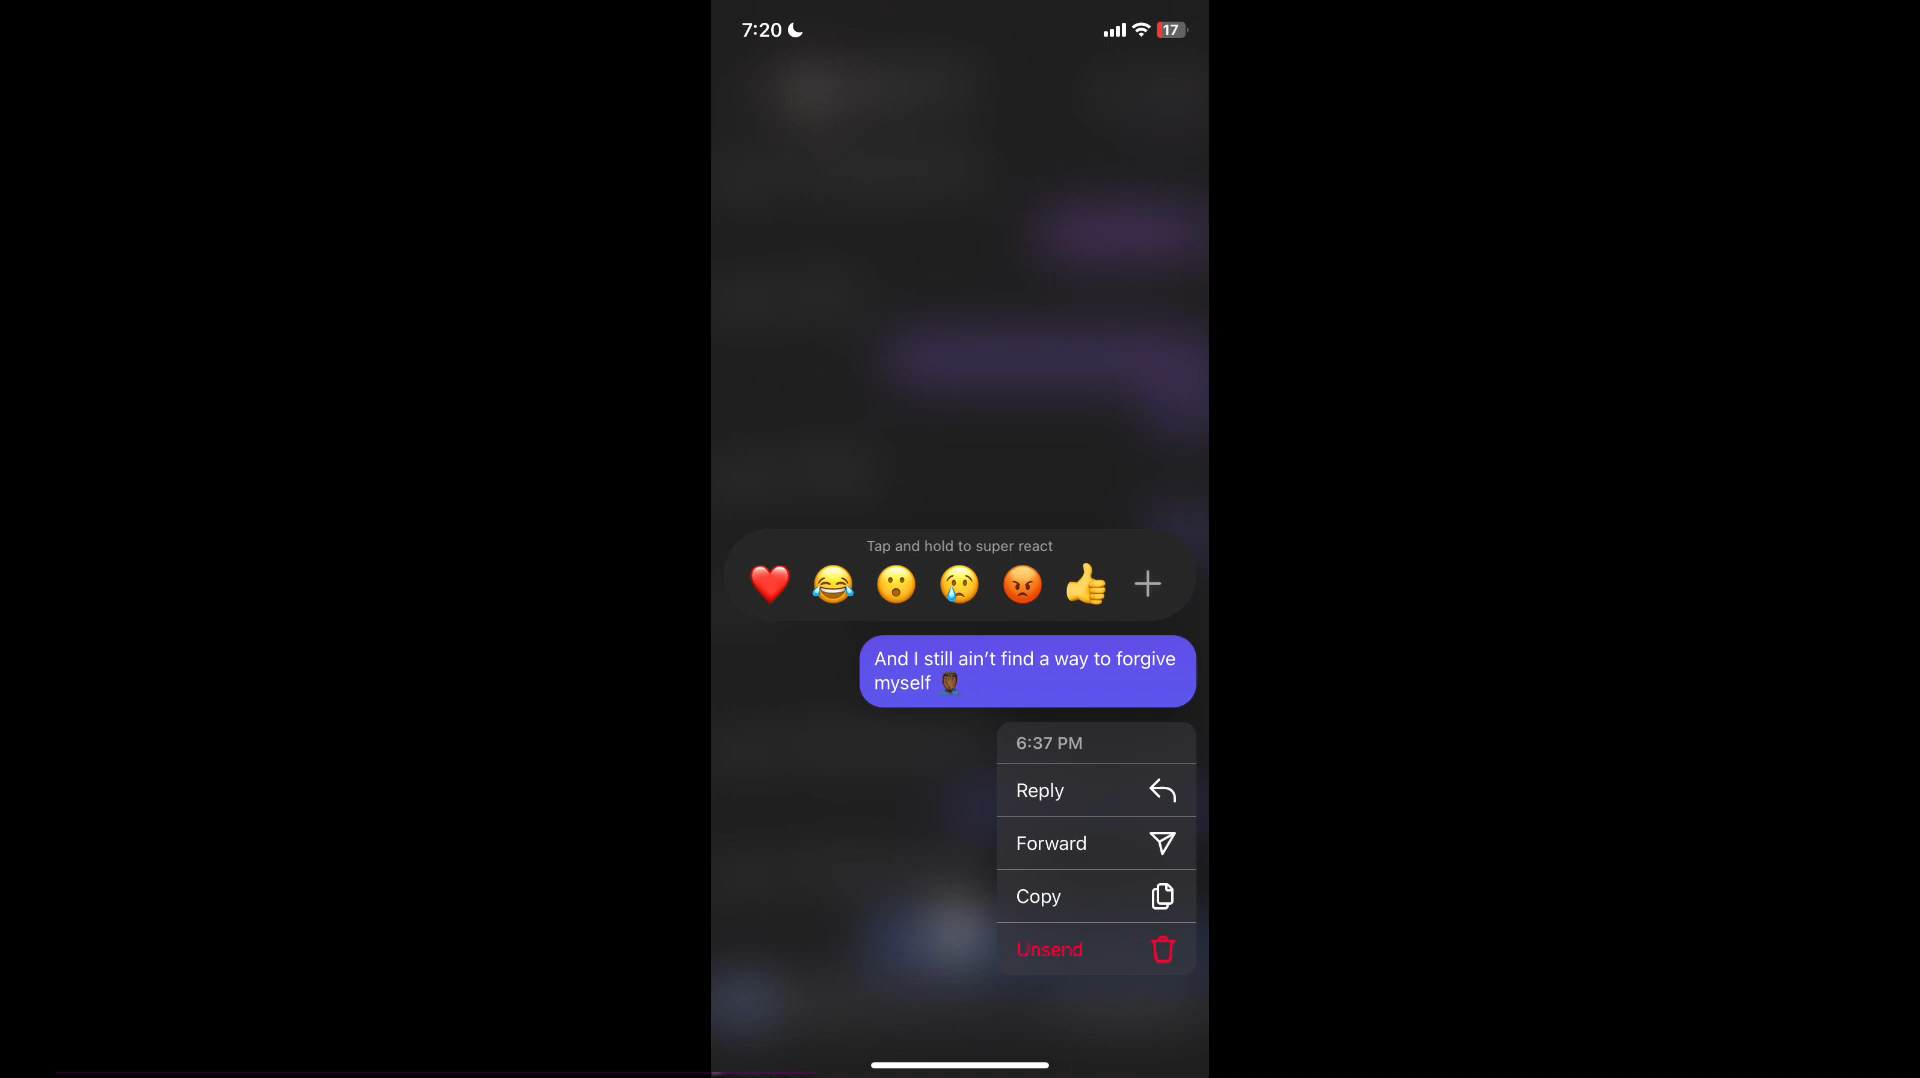 7:20
17
Tap and hold to super react
And I still ain’t find a way to forgive
myself 🤦🏿‍♂️
6:37 PM
Reply
Forward
Copy
Unsend